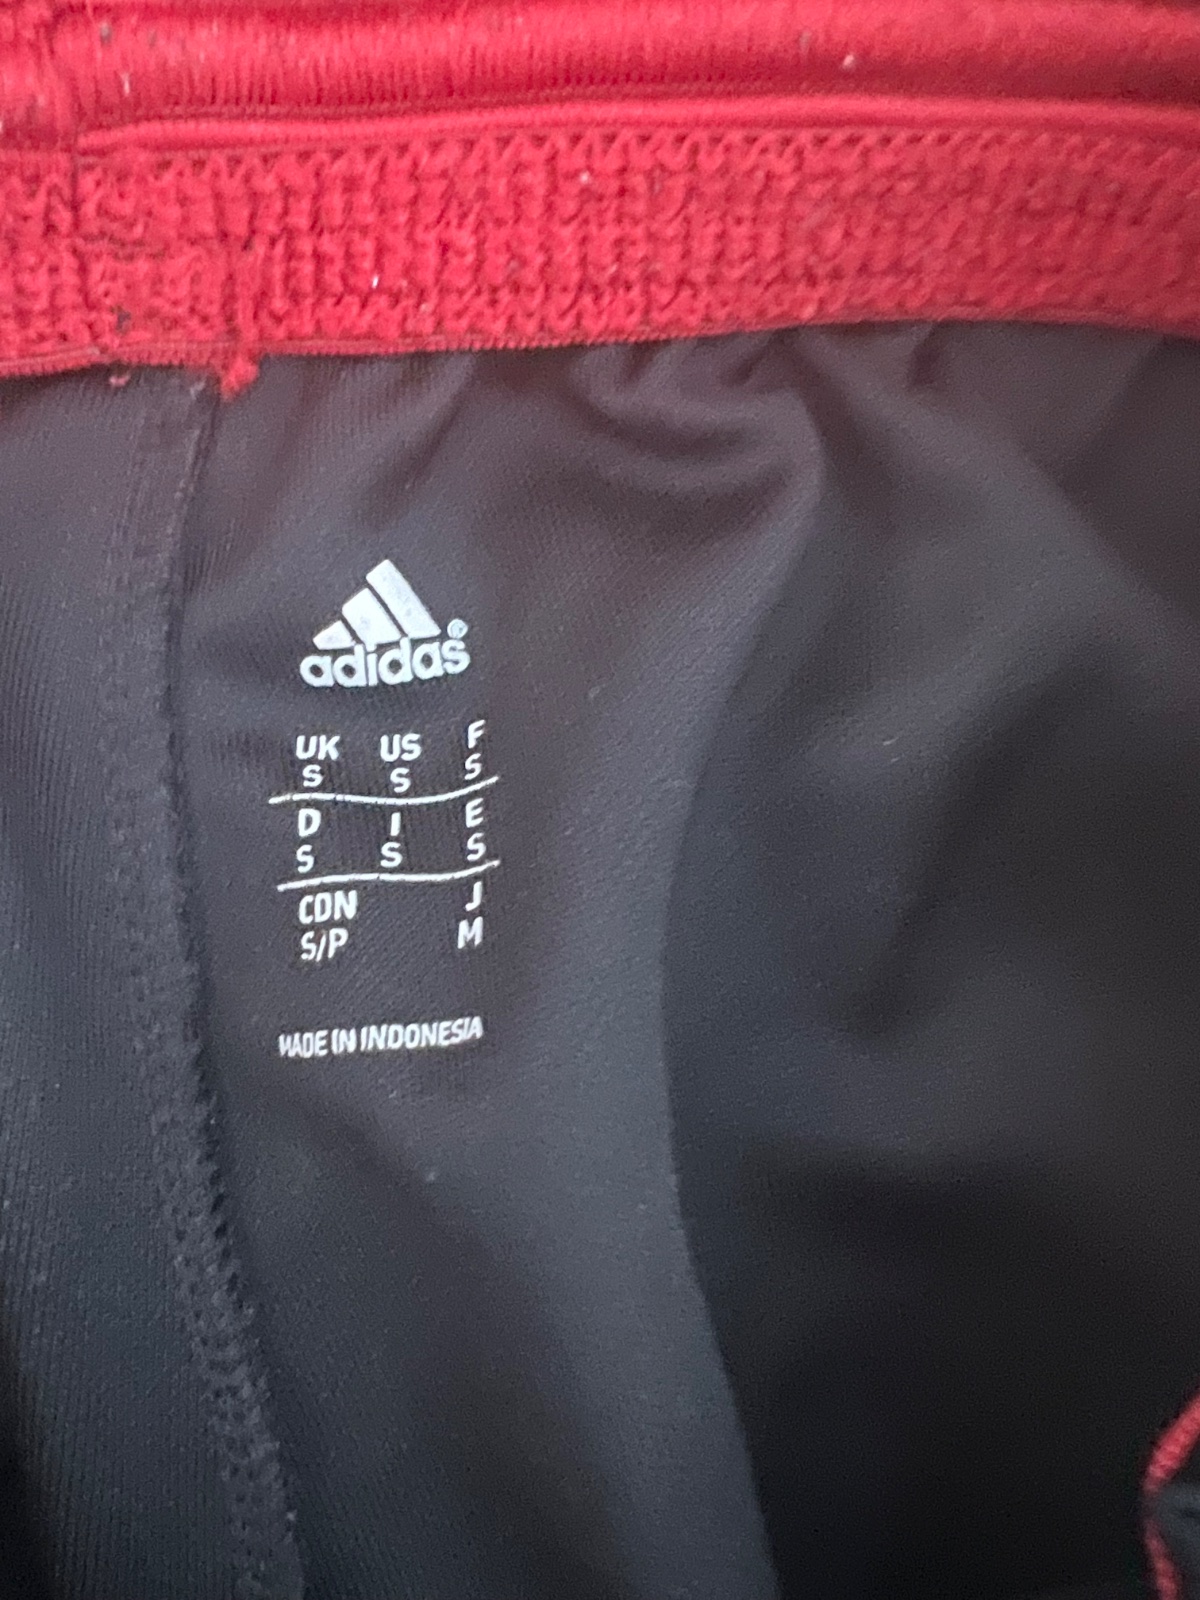 adidas®
UK US F
S S S
D I E
S S S
CDN J
S/P M
MADE IN INDONESIA